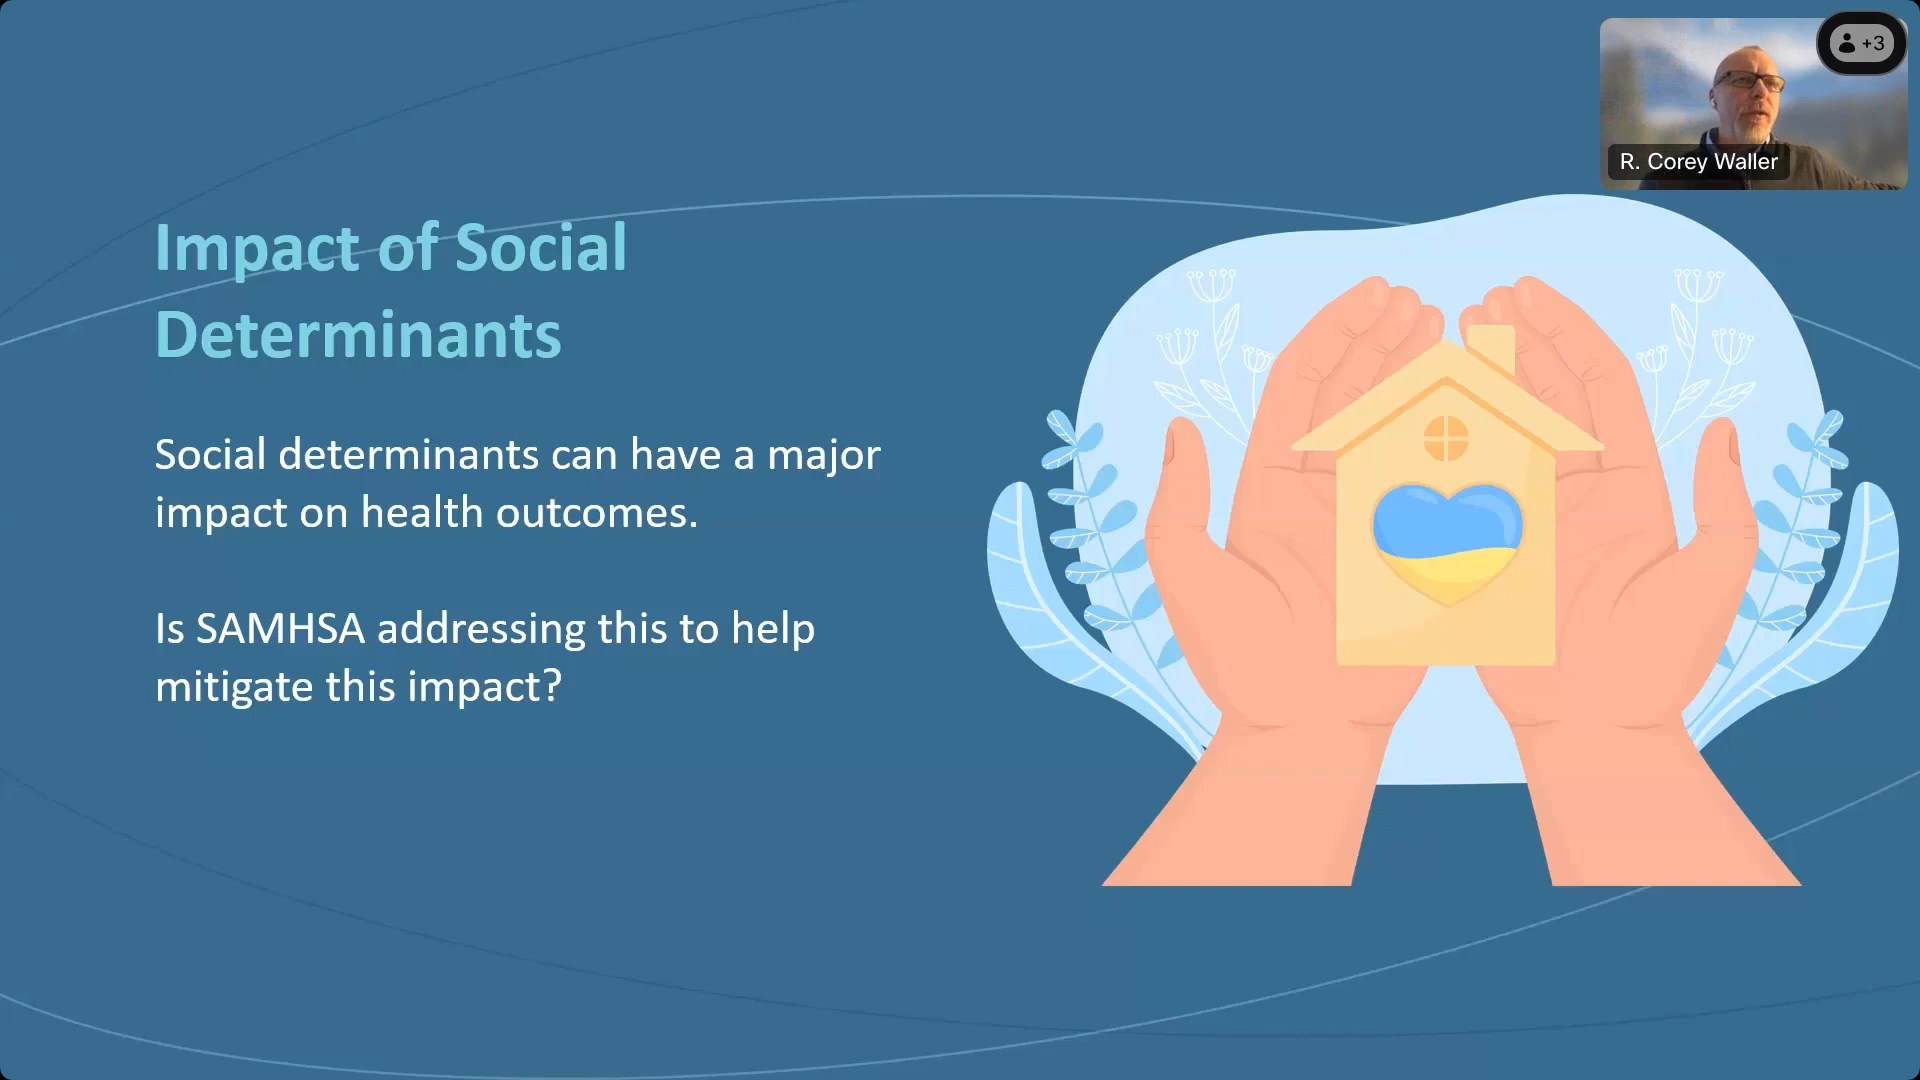 +3
R. Corey Waller
Impact of Social
Determinants
Social determinants can have a major
impact on health outcomes.
Is SAMHSA addressing this to help
mitigate this impact?